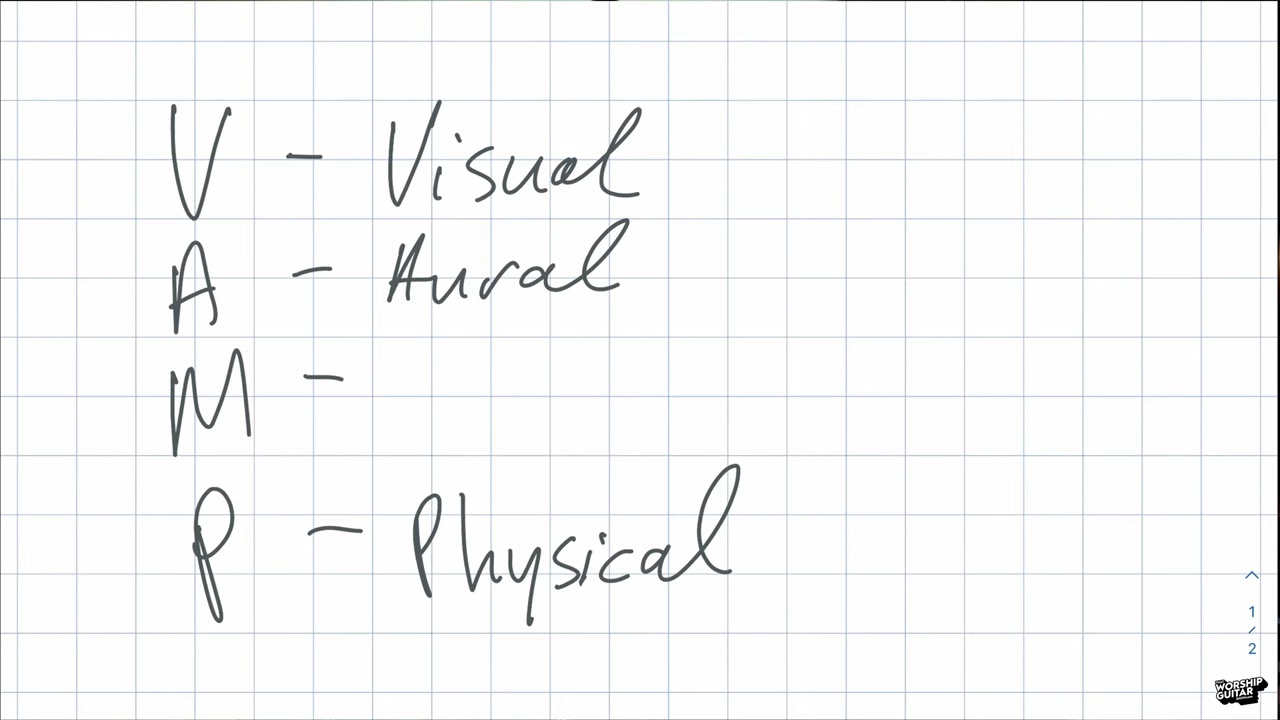 V - Visual
A - Aural
M -
P - Physical
^
1
/
2
WORSHIP
GUITAR